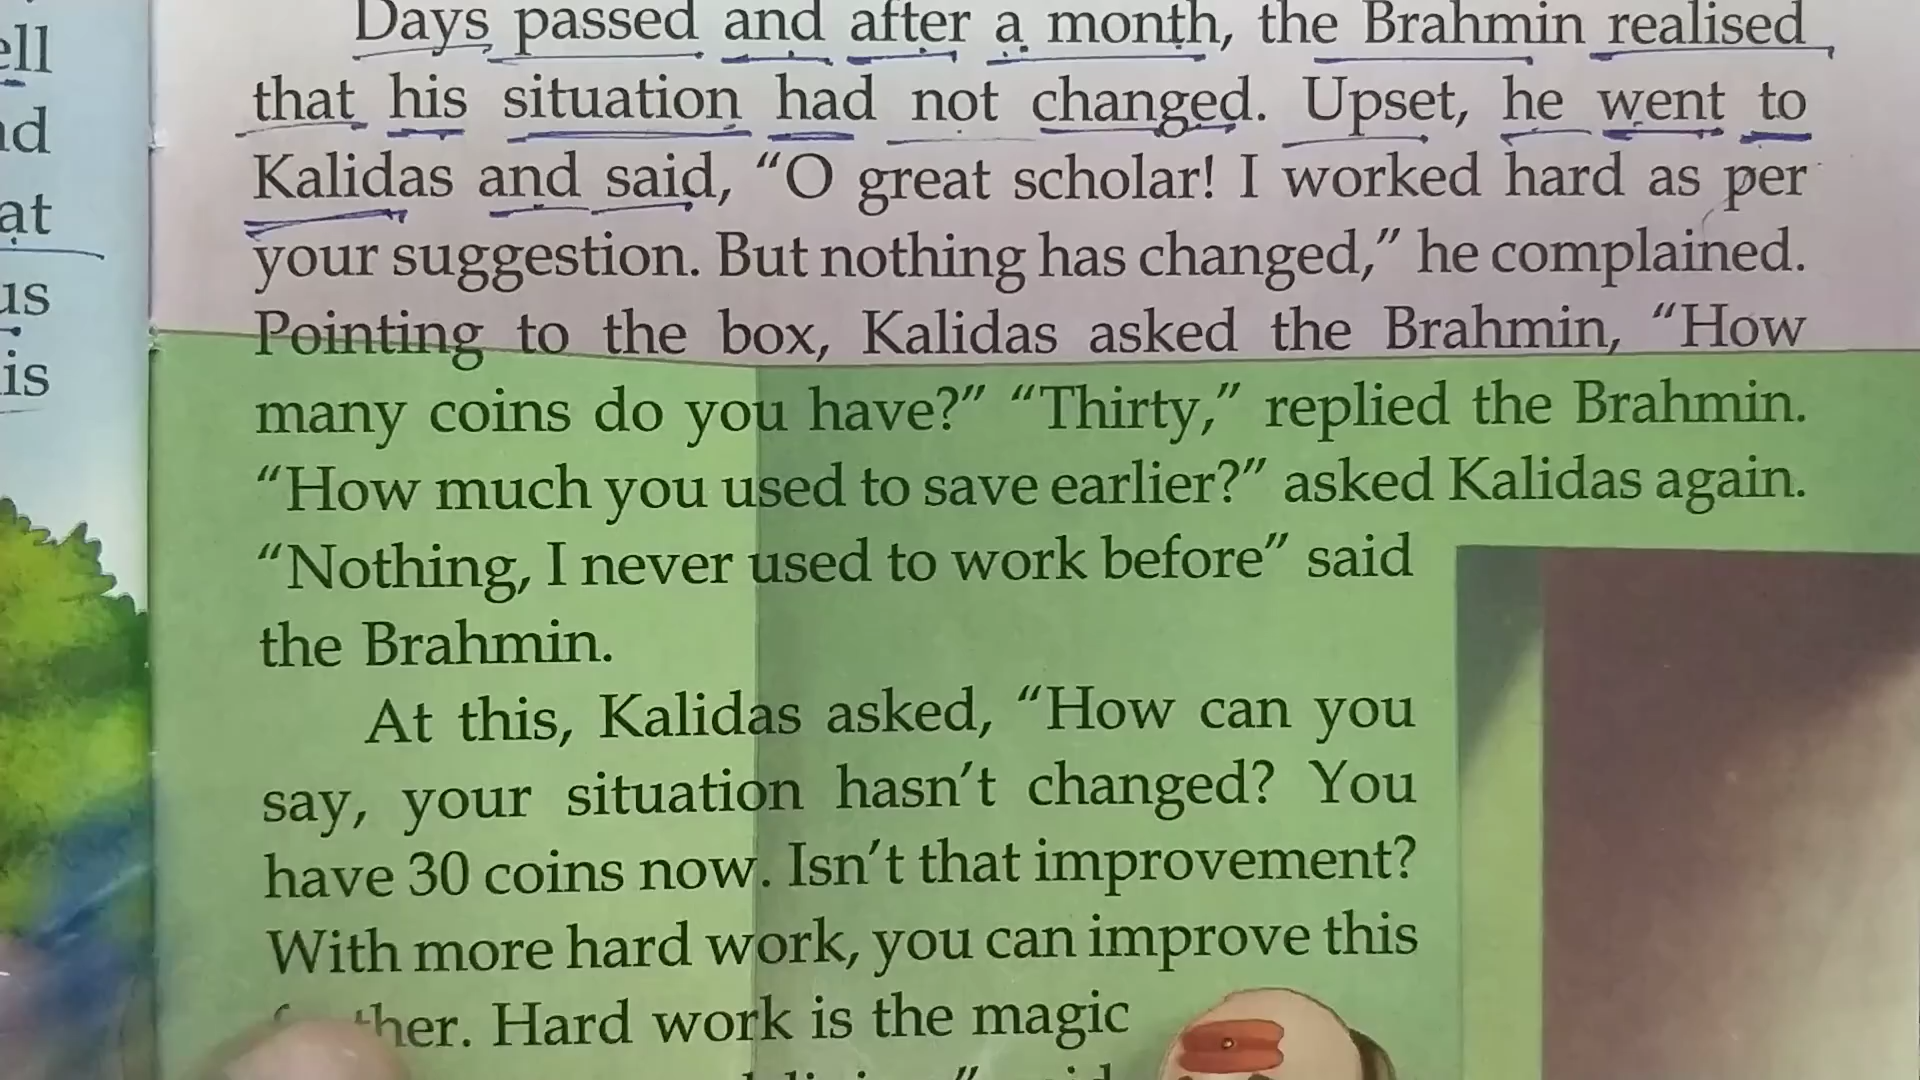 Days passed and after a month, the Brahmin realised
that his situation had not changed. Upset, he went to
Kalidas and said, “O great scholar! I worked hard as per
your suggestion. But nothing has changed,” he complained.
Pointing to the box, Kalidas asked the Brahmin, “How
many coins do you have?” “Thirty,” replied the Brahmin.
“How much you used to save earlier?” asked Kalidas again.
“Nothing, I never used to work before” said
the Brahmin.
At this, Kalidas asked, “How can you
say, your situation hasn’t changed? You
have 30 coins now. Isn’t that improvement?
With more hard work, you can improve this
Hard work is the magic